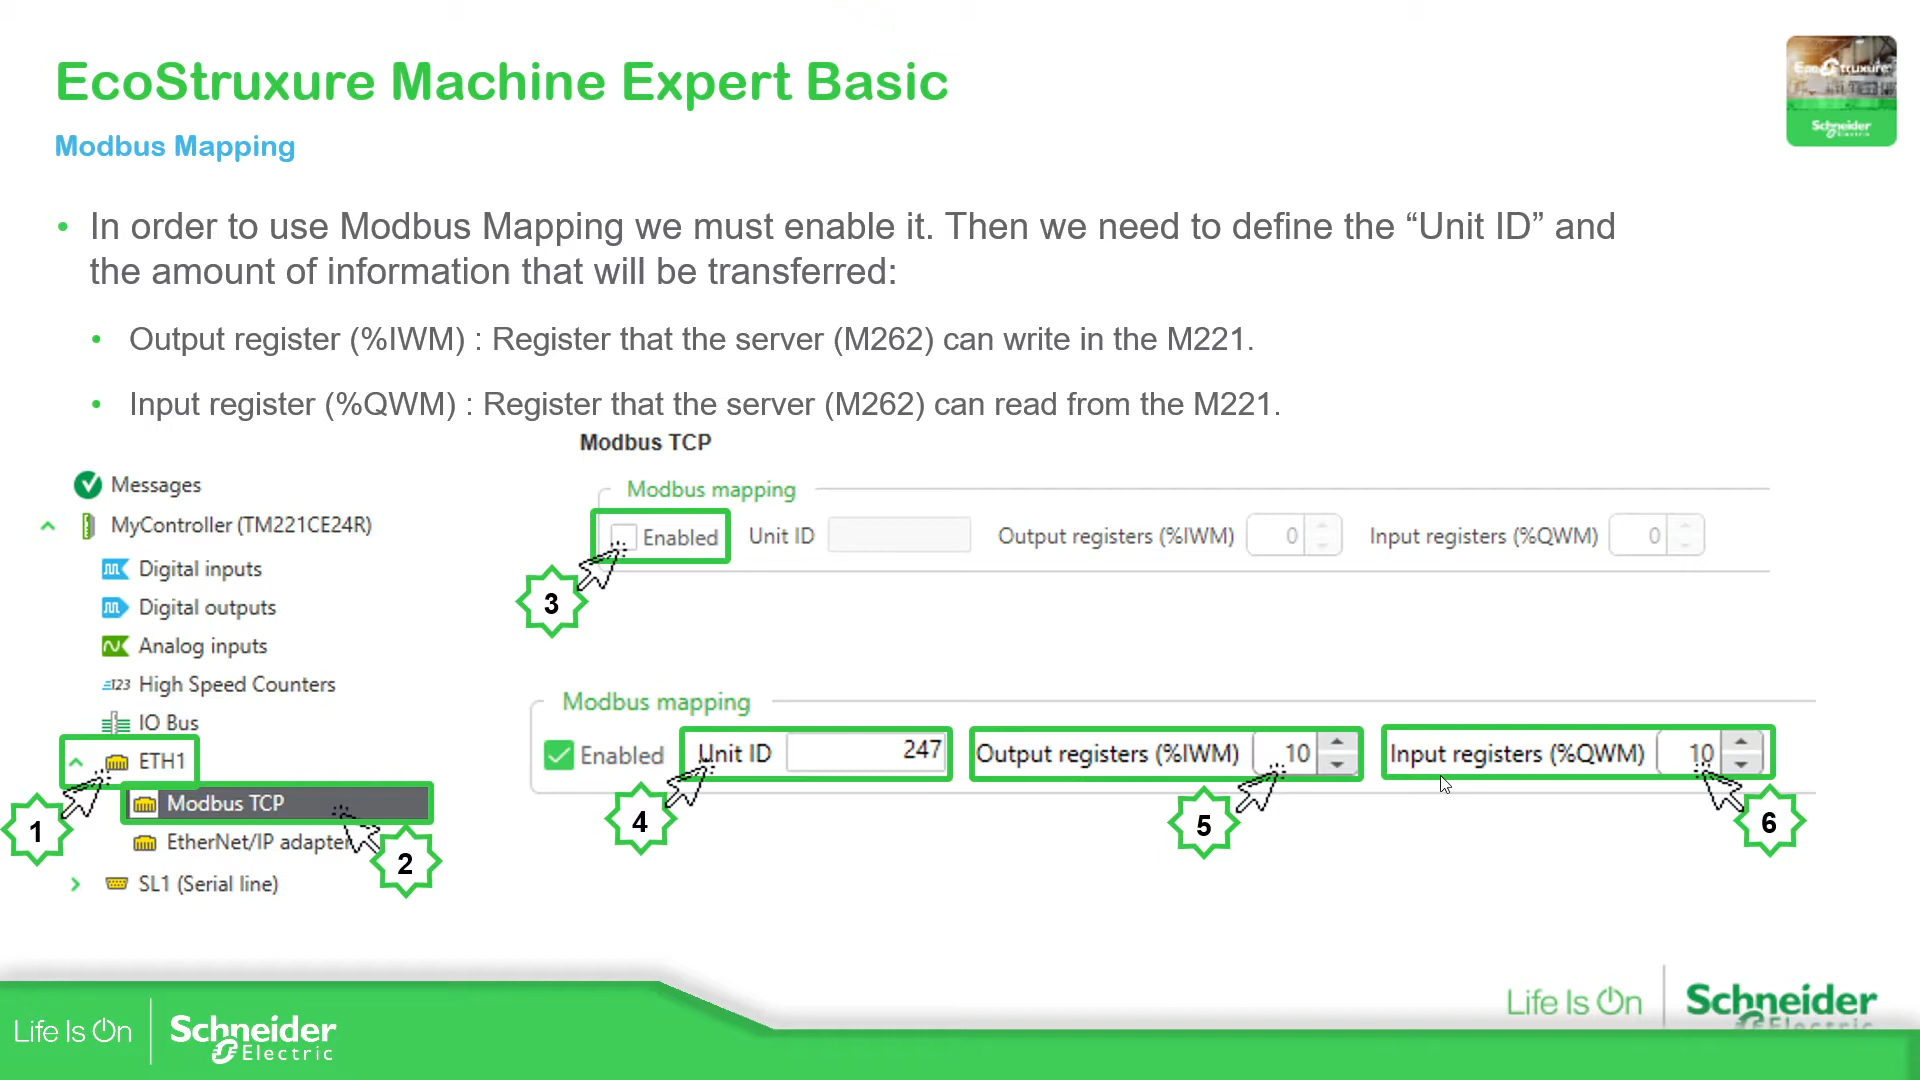 EcoStruxure Machine Expert Basic
Modbus Mapping
EcoStruxure
Schneider
Electric
• In order to use Modbus Mapping we must enable it. Then we need to define the “Unit ID” and
the amount of information that will be transferred:
• Output register (%IWM) : Register that the server (M262) can write in the M221.
• Input register (%QWM) : Register that the server (M262) can read from the M221.
Modbus TCP
Modbus mapping
Enabled Unit ID Output registers (%IWM) 0 Input registers (%QWM) 0
3
Messages
MyController (TM221CE24R)
Digital inputs
Digital outputs
Analog inputs
High Speed Counters
IO Bus
ETH1
Modbus TCP
EtherNet/IP adapter
SL1 (Serial line)
1
2
Modbus mapping
Enabled Unit ID 247 Output registers (%IWM) 10 Input registers (%QWM) 10
4
5
6
Life Is On Schneider
Electric
Life Is On Schneider
Electric